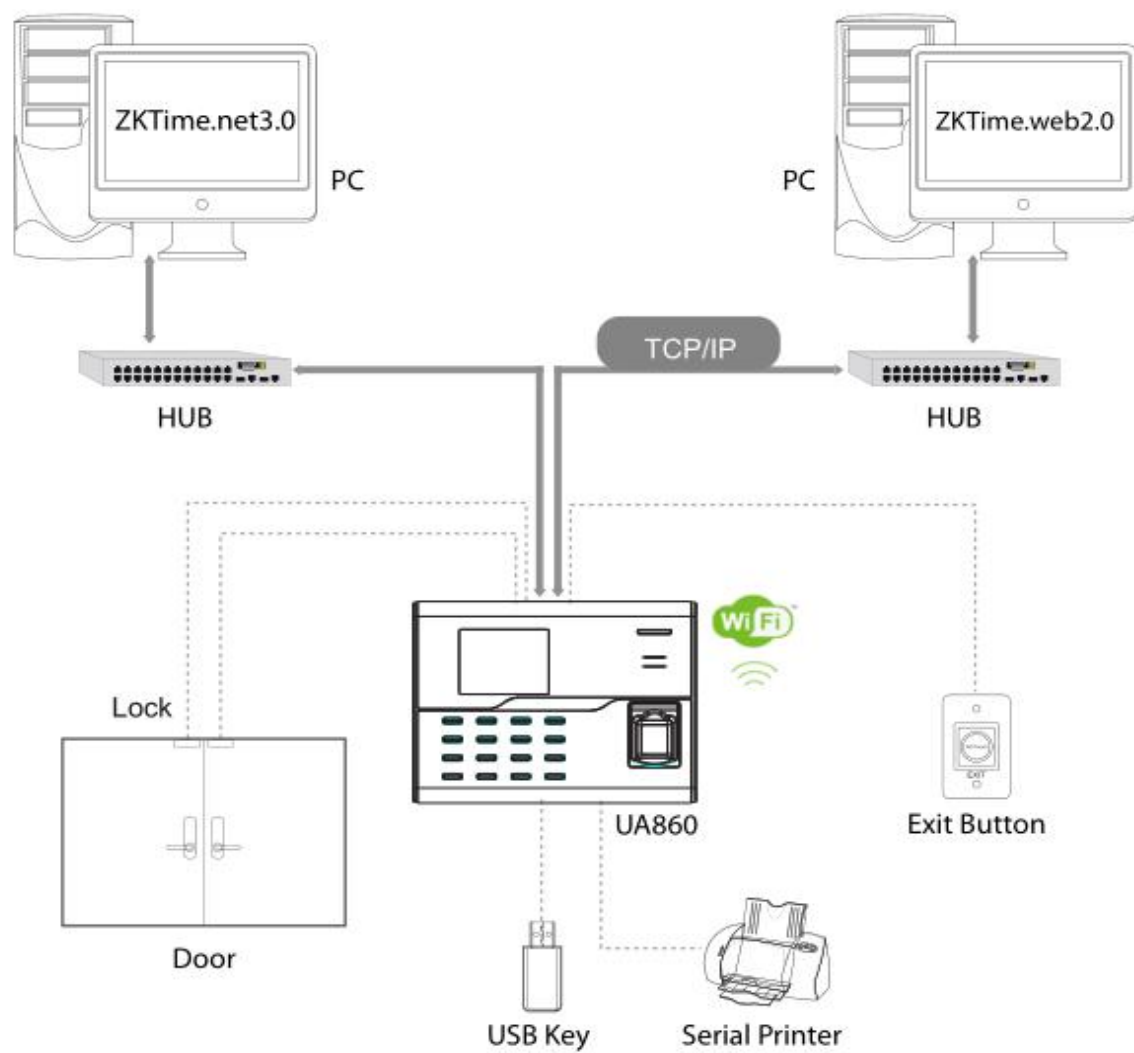 ZKTime.net3.0
ZKTime.web2.0
PC
PC
TCP/IP
HUB
HUB
WiFi
Lock
EXIT
UA860
Exit Button
Door
USB Key
Serial Printer